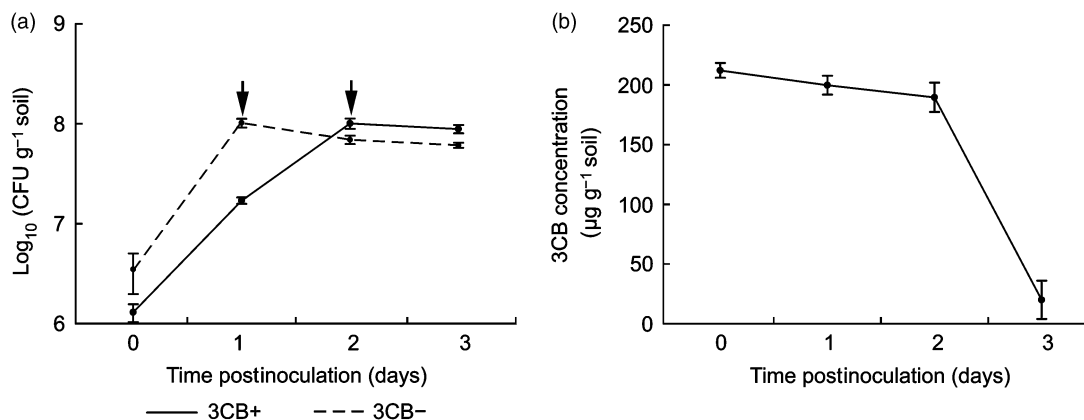 (a)
9
8
7
6
Log10 (CFU g−1 soil)
0 1 2 3
Time postinoculation (days)
3CB+ 3CB−
(b)
250
200
150
100
50
0
3CB concentration
(µg g−1 soil)
0 1 2 3
Time postinoculation (days)